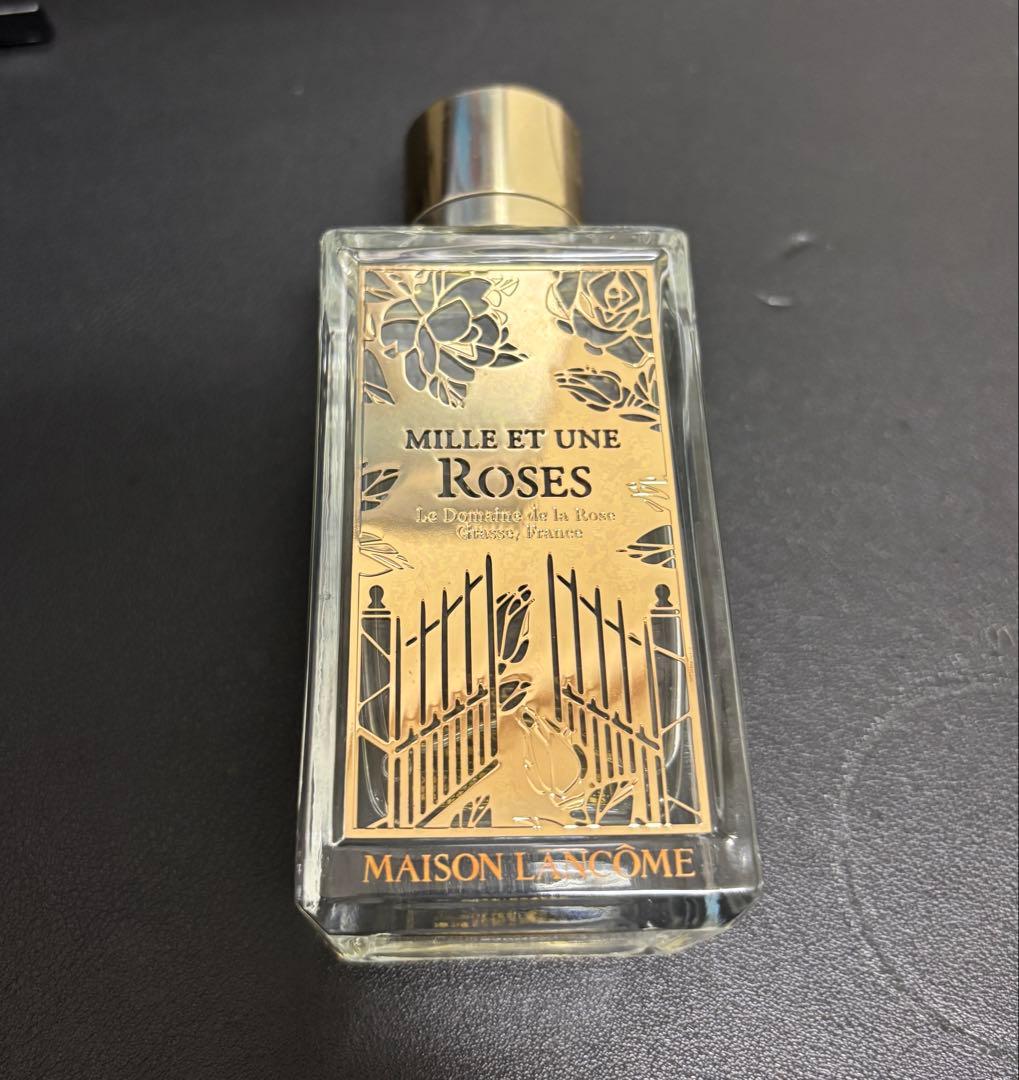 MILLE ET UNE
ROSES
Le Domaine de la Rose
Grasse, France
MAISON LANCÔME